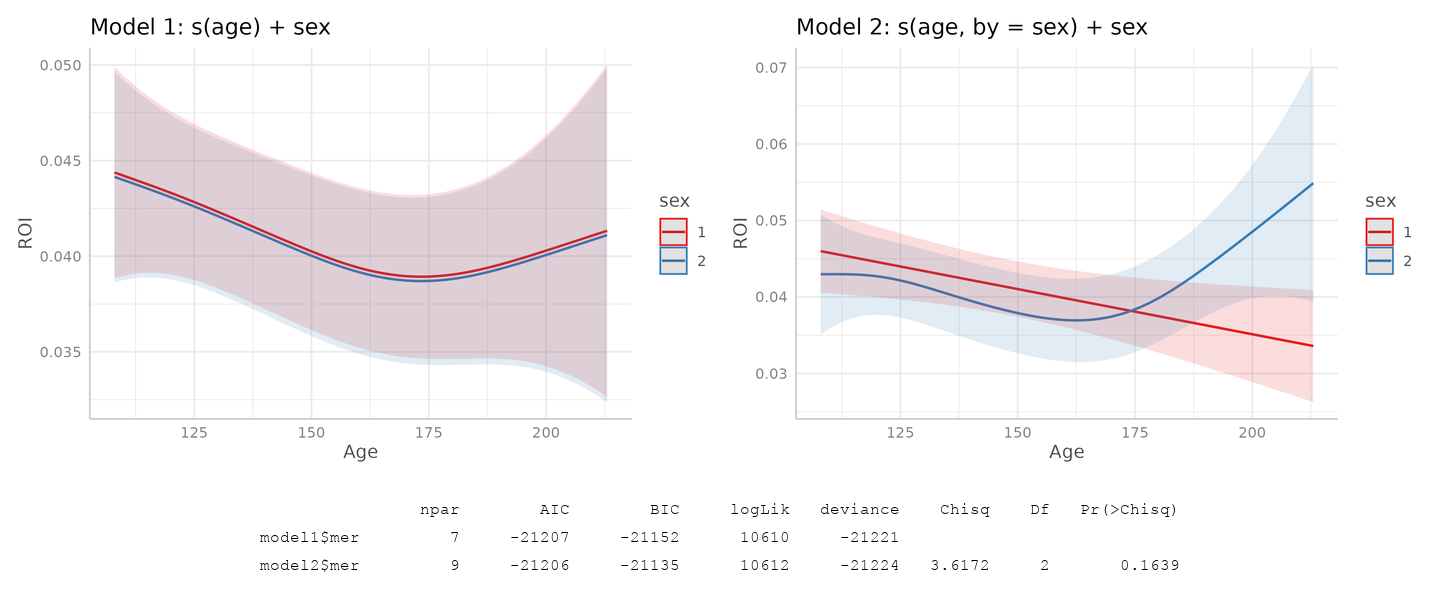 Model 1: s(age) + sex
0.050
0.045
0.040
0.035
ROI
125 150 175 200
Age
sex
1
2
Model 2: s(age, by = sex) + sex
0.07
0.06
0.05
0.04
0.03
ROI
125 150 175 200
Age
sex
1
2
npar AIC BIC logLik deviance Chisq Df Pr(>Chisq)
model1$mer 7 -21207 -21152 10610 -21221
model2$mer 9 -21206 -21135 10612 -21224 3.6172 2 0.1639